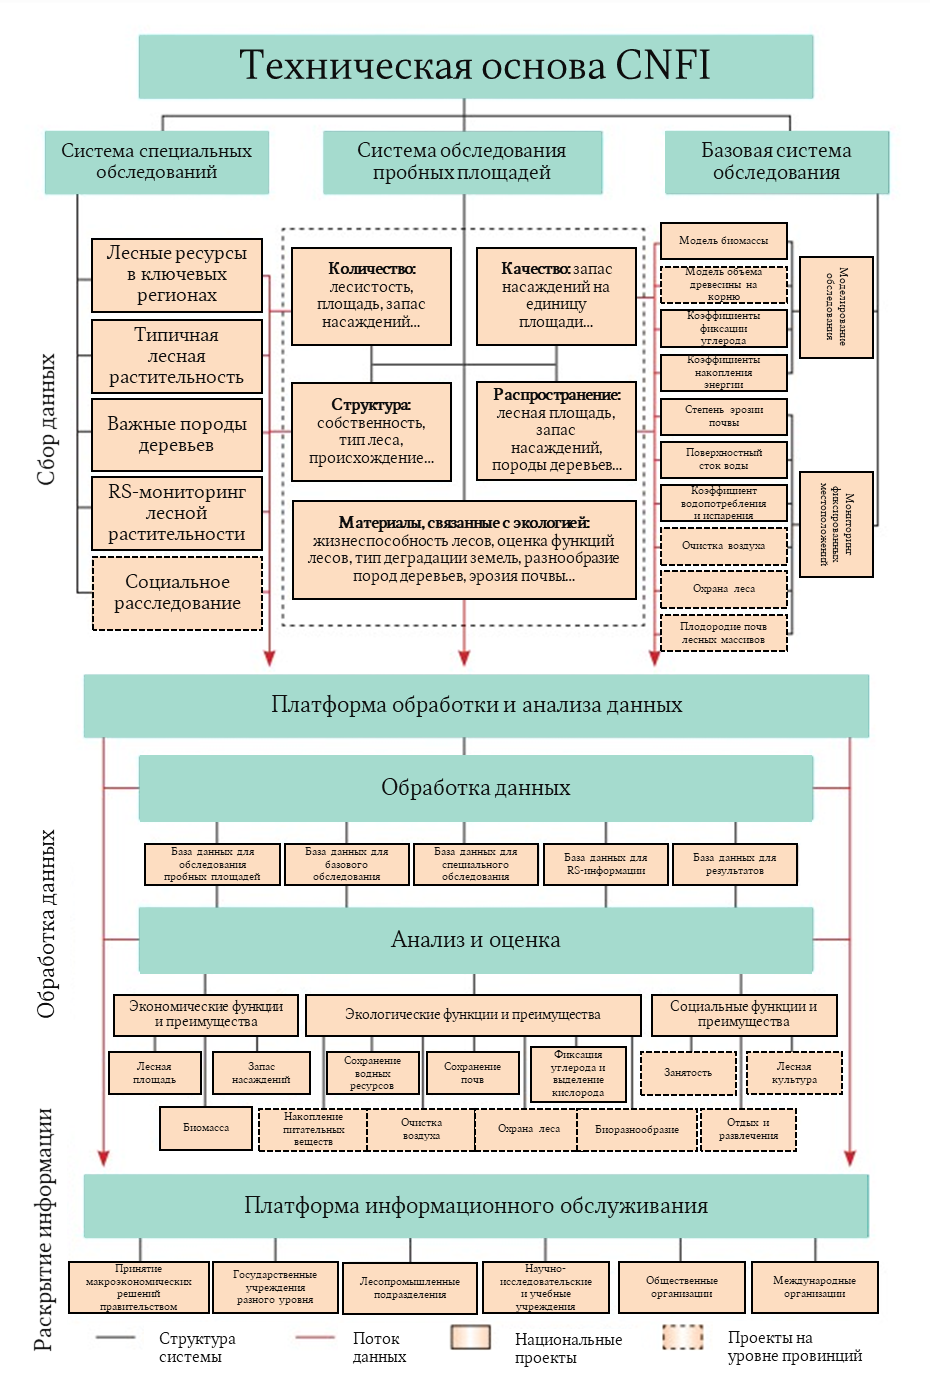 Техническая основа CNFI
Система специальных
обследований
Система обследования
пробных площадей
Базовая система
обследования
Сбор данных
Лесные ресурсы
в ключевых
регионах
Типичная
лесная
растительность
Важные породы
деревьев
RS-мониторинг
лесной
растительности
Социальное
расследование
Количество:
лесистость,
площадь, запас
насаждений...
Качество: запас
насаждений на
единицу
площади...
Структура:
собственность,
тип леса,
происхождение...
Распространение:
лесная площадь,
запас
насаждений,
породы деревьев...
Материалы, связанные с экологией:
жизнеспособность лесов, оценка функций
лесов, тип деградации земель, разнообразие
пород деревьев, эрозия почвы...
Модель биомассы
Модель объема
древесины на
корню
Коэффициенты
фиксации
углерода
Коэффициенты
накопления
энергии
Степень эрозии
почвы
Поверхностный
сток воды
Коэффициент
водопотребления
и испарения
Очистка воздуха
Охрана леса
Плодородие почв
лесных массивов
Моделирование
обследования
Мониторинг
фиксированных
местоположений
Платформа обработки и анализа данных
Обработка данных
Обработка данных
База данных для
обследования
пробных площадей
База данных для
базового
обследования
База данных для
специального
обследования
База данных для
RS-информации
База данных для
результатов
Анализ и оценка
Экономические функции
и преимущества
Экологические функции и преимущества
Социальные функции и
преимущества
Лесная
площадь
Запас
насаждений
Сохранение
водных
ресурсов
Сохранение
почв
Фиксация
углерода и
выделение
кислорода
Занятость
Лесная
культура
Биомасса
Накопление
питательных
веществ
Очистка
воздуха
Охрана леса
Биоразнообразие
Отдых и
развлечения
Раскрытие информации
Платформа информационного обслуживания
Принятие
макроэкономических
решений
правительством
Государственные
учреждения
разного уровня
Лесопромышленные
подразделения
Научно-
исследовательские
и учебные
учреждения
Общественные
организации
Международные
организации
Структура
системы
Поток
данных
Национальные
проекты
Проекты на
уровне провинций